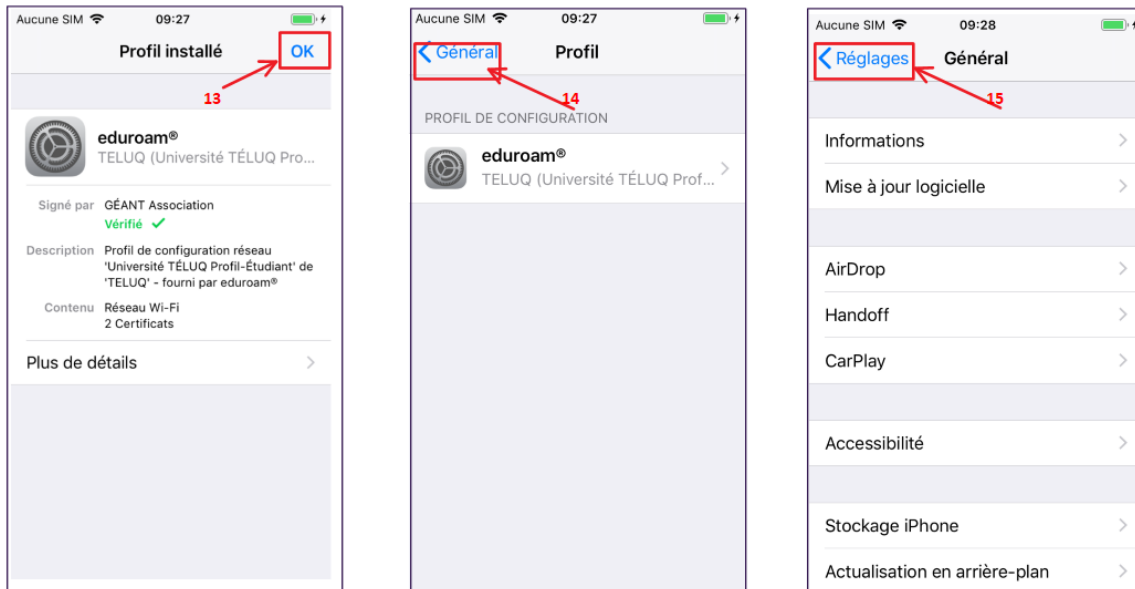 Aucune SIM 09:27
Profil installé OK
13
eduroam®
TELUQ (Université TÉLUQ Pro...
Signé par GÉANT Association
Vérifié
Description Profil de configuration réseau
'Université TÉLUQ Profil-Étudiant' de
'TELUQ' - fourni par eduroam®
Contenu Réseau Wi-Fi
2 Certificats
Plus de détails
Aucune SIM 09:27
Général Profil
14
PROFIL DE CONFIGURATION
eduroam®
TELUQ (Université TÉLUQ Prof...
Aucune SIM 09:28
Réglages Général
15
Informations
Mise à jour logicielle
AirDrop
Handoff
CarPlay
Accessibilité
Stockage iPhone
Actualisation en arrière-plan